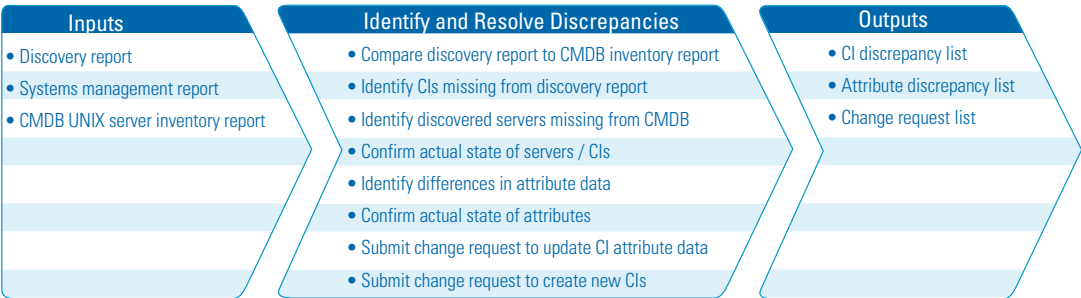 Inputs
• Discovery report
• Systems management report
• CMDB UNIX server inventory report
Identify and Resolve Discrepancies
• Compare discovery report to CMDB inventory report
• Identify CIs missing from discovery report
• Identify discovered servers missing from CMDB
• Confirm actual state of servers / CIs
• Identify differences in attribute data
• Confirm actual state of attributes
• Submit change request to update CI attribute data
• Submit change request to create new CIs
Outputs
• CI discrepancy list
• Attribute discrepancy list
• Change request list